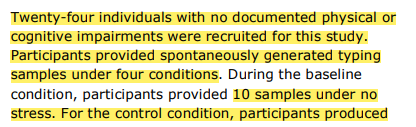 Twenty-four individuals with no documented physical or
cognitive impairments were recruited for this study.
Participants provided spontaneously generated typing
samples under four conditions. During the baseline
condition, participants provided 10 samples under no
stress. For the control condition, participants produced